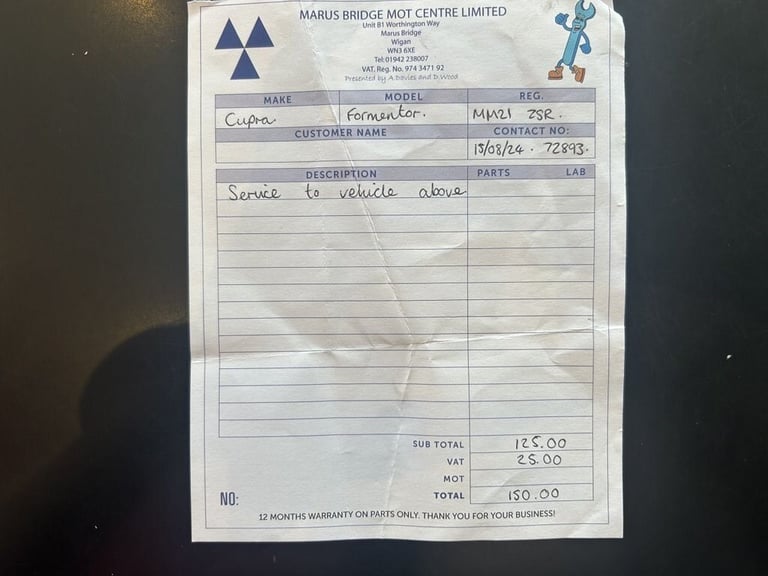 MARUS BRIDGE MOT CENTRE LIMITED
Unit B1 Worthington Way
Marus Bridge
Wigan
WN3 6XE
Tel: 01942 238007
VAT. Reg. No. 974 3471 92
Presented by A.Davies and D.Wood
MAKE MODEL REG.
Cupra Formentor. MM21 ZSR.
CUSTOMER NAME CONTACT NO:
15/08/24 . 72893.
DESCRIPTION PARTS LAB
Service to vehicle above
SUB TOTAL 125.00
VAT 25.00
MOT
TOTAL 150.00
NO:
12 MONTHS WARRANTY ON PARTS ONLY. THANK YOU FOR YOUR BUSINESS!